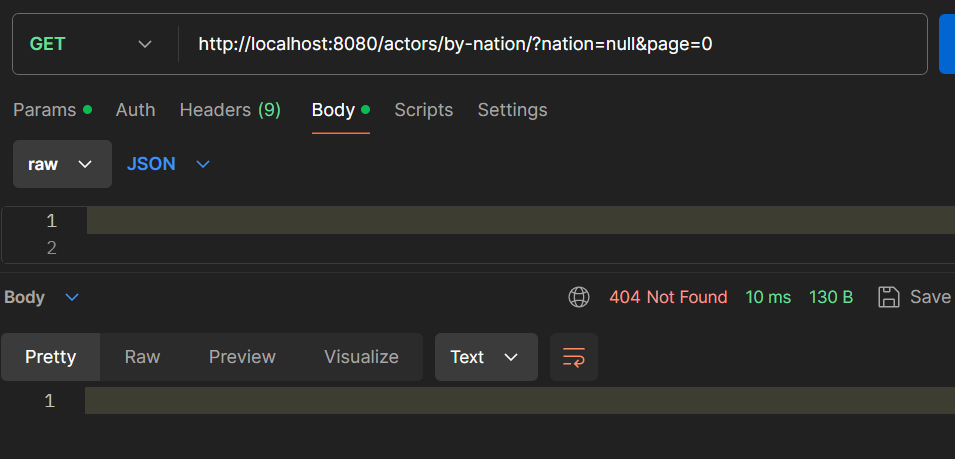 GET http://localhost:8080/actors/by-nation/?nation=null&page=0
Params Auth Headers (9) Body Scripts Settings
raw JSON
1
2
Body 404 Not Found 10 ms 130 B Save
Pretty Raw Preview Visualize Text
1